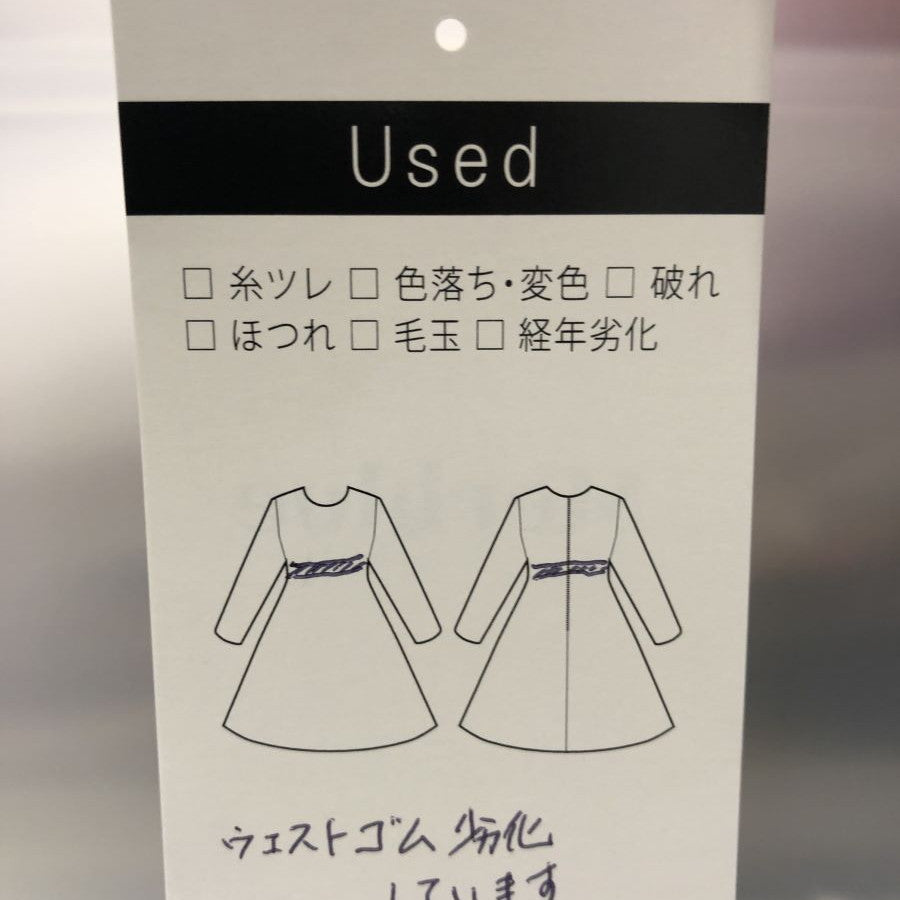 Used
□ 糸ツレ □ 色落ち・変色 □ 破れ
□ ほつれ □ 毛玉 □ 経年劣化
ウエストゴム劣化
しています